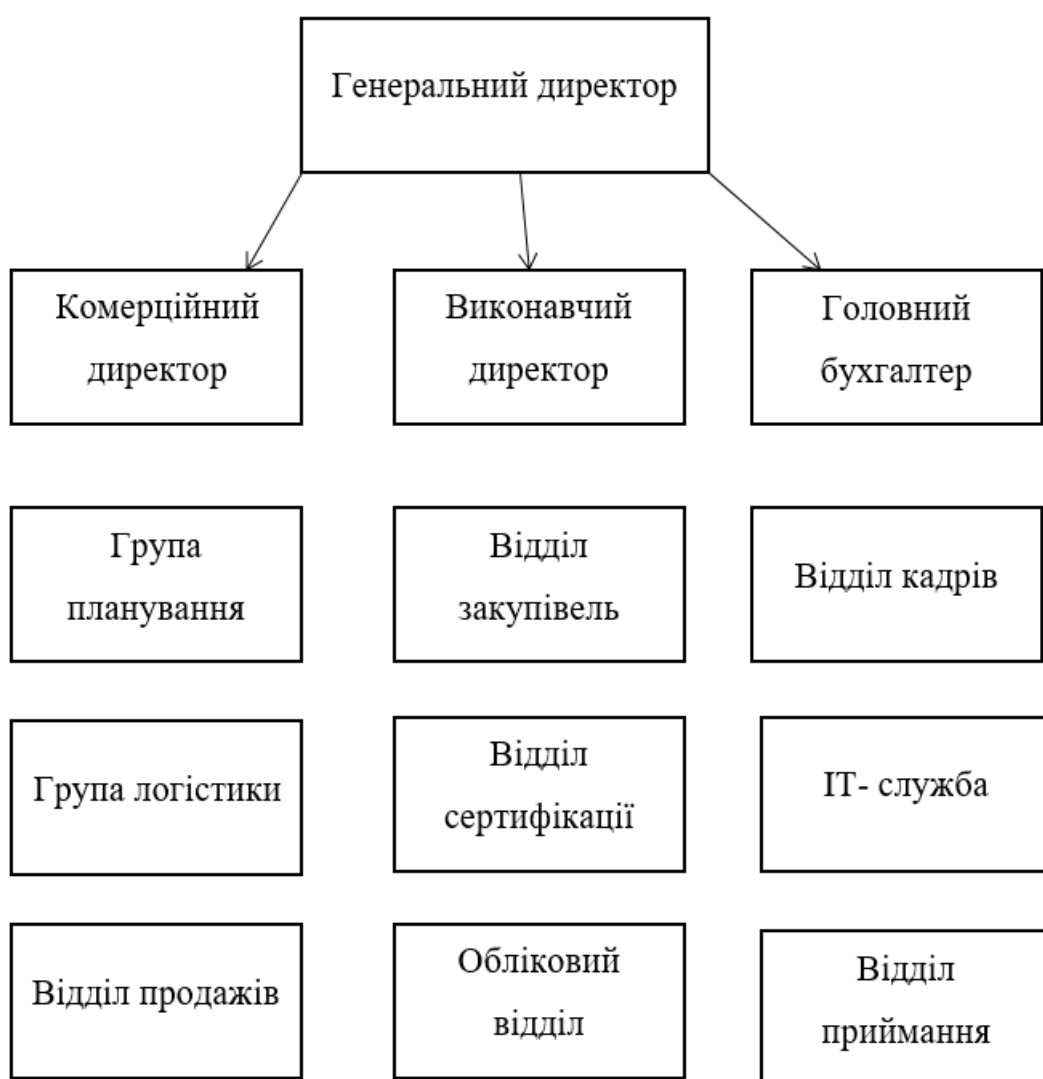 Генеральний директор
Комерційний
директор
Виконавчий
директор
Головний
бухгалтер
Група
планування
Відділ
закупівель
Відділ кадрів
Група логістики
Відділ
сертифікації
ІТ- служба
Відділ продажів
Обліковий
відділ
Відділ
приймання